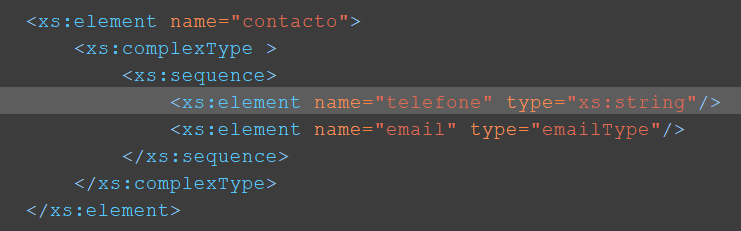 <xs:element name="contacto">
<xs:complexType >
<xs:sequence>
<xs:element name="telefone" type="xs:string"/>
<xs:element name="email" type="emailType"/>
</xs:sequence>
</xs:complexType>
</xs:element>